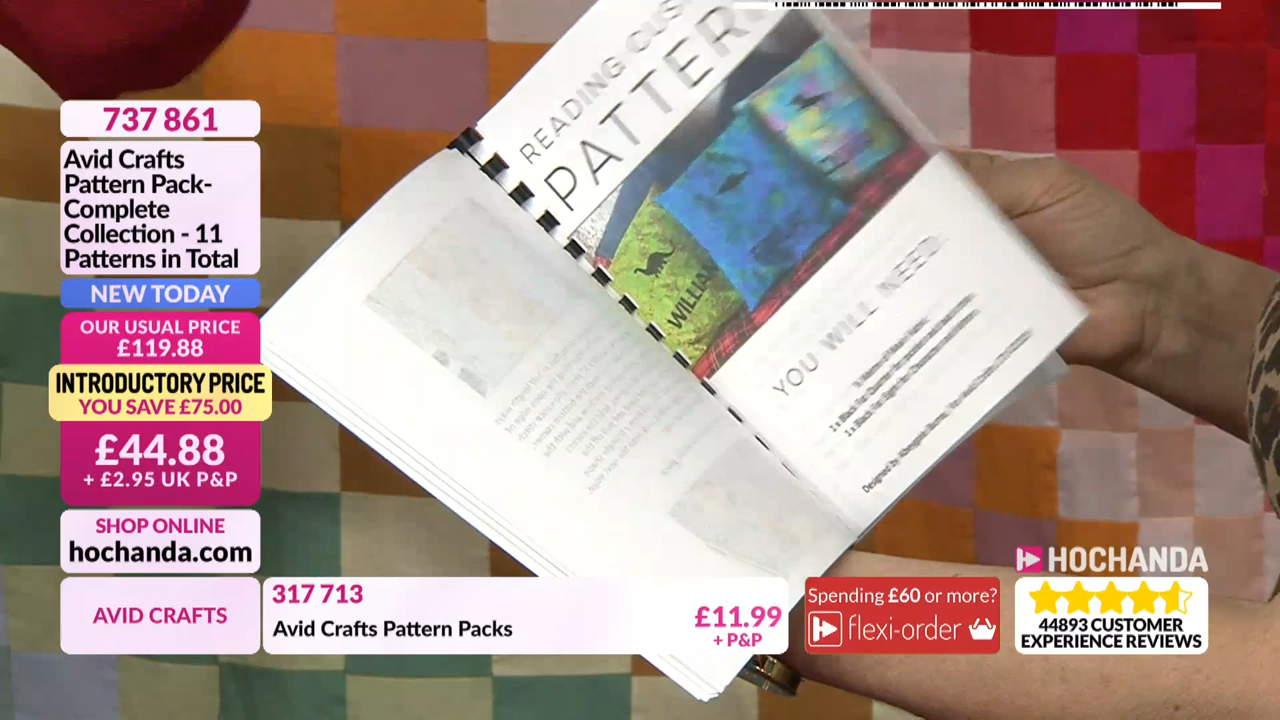 737 861
Avid Crafts
Pattern Pack-
Complete
Collection - 11
Patterns in Total
NEW TODAY
OUR USUAL PRICE
£119.88
INTRODUCTORY PRICE
YOU SAVE £75.00
£44.88
+ £2.95 UK P&P
SHOP ONLINE
hochanda.com
AVID CRAFTS
317 713
Avid Crafts Pattern Packs
£11.99
+ P&P
Spending £60 or more?
flexi-order
HOCHANDA
44893 CUSTOMER
EXPERIENCE REVIEWS
READING
PATTER
WILLIA
YOU WILL NEED
Designed by